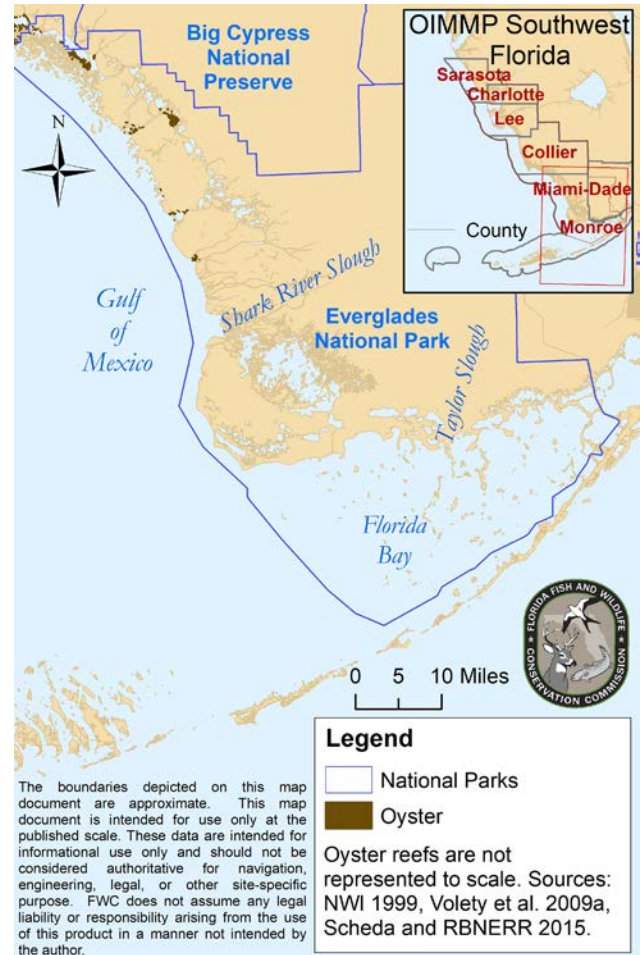 Big Cypress
National
Preserve
OIMMP Southwest
Florida
Sarasota
Charlotte
Lee
Collier
Miami-Dade
Monroe
County
N
Gulf
of
Mexico
Shark River Slough
Everglades
National Park
Taylor Slough
Florida
Bay
FLORIDA FISH AND WILDLIFE
CONSERVATION COMMISSION
0 5 10 Miles
Legend
National Parks
Oyster
Oyster reefs are not
represented to scale. Sources:
NWI 1999, Volety et al. 2009a,
Scheda and RBNERR 2015.
The boundaries depicted on this map
document are approximate. This map
document is intended for use only at the
published scale. These data are intended for
informational use only and should not be
considered authoritative for navigation,
engineering, legal, or other site-specific
purpose. FWC does not assume any legal
liability or responsibility arising from the use
of this product in a manner not intended by
the author.